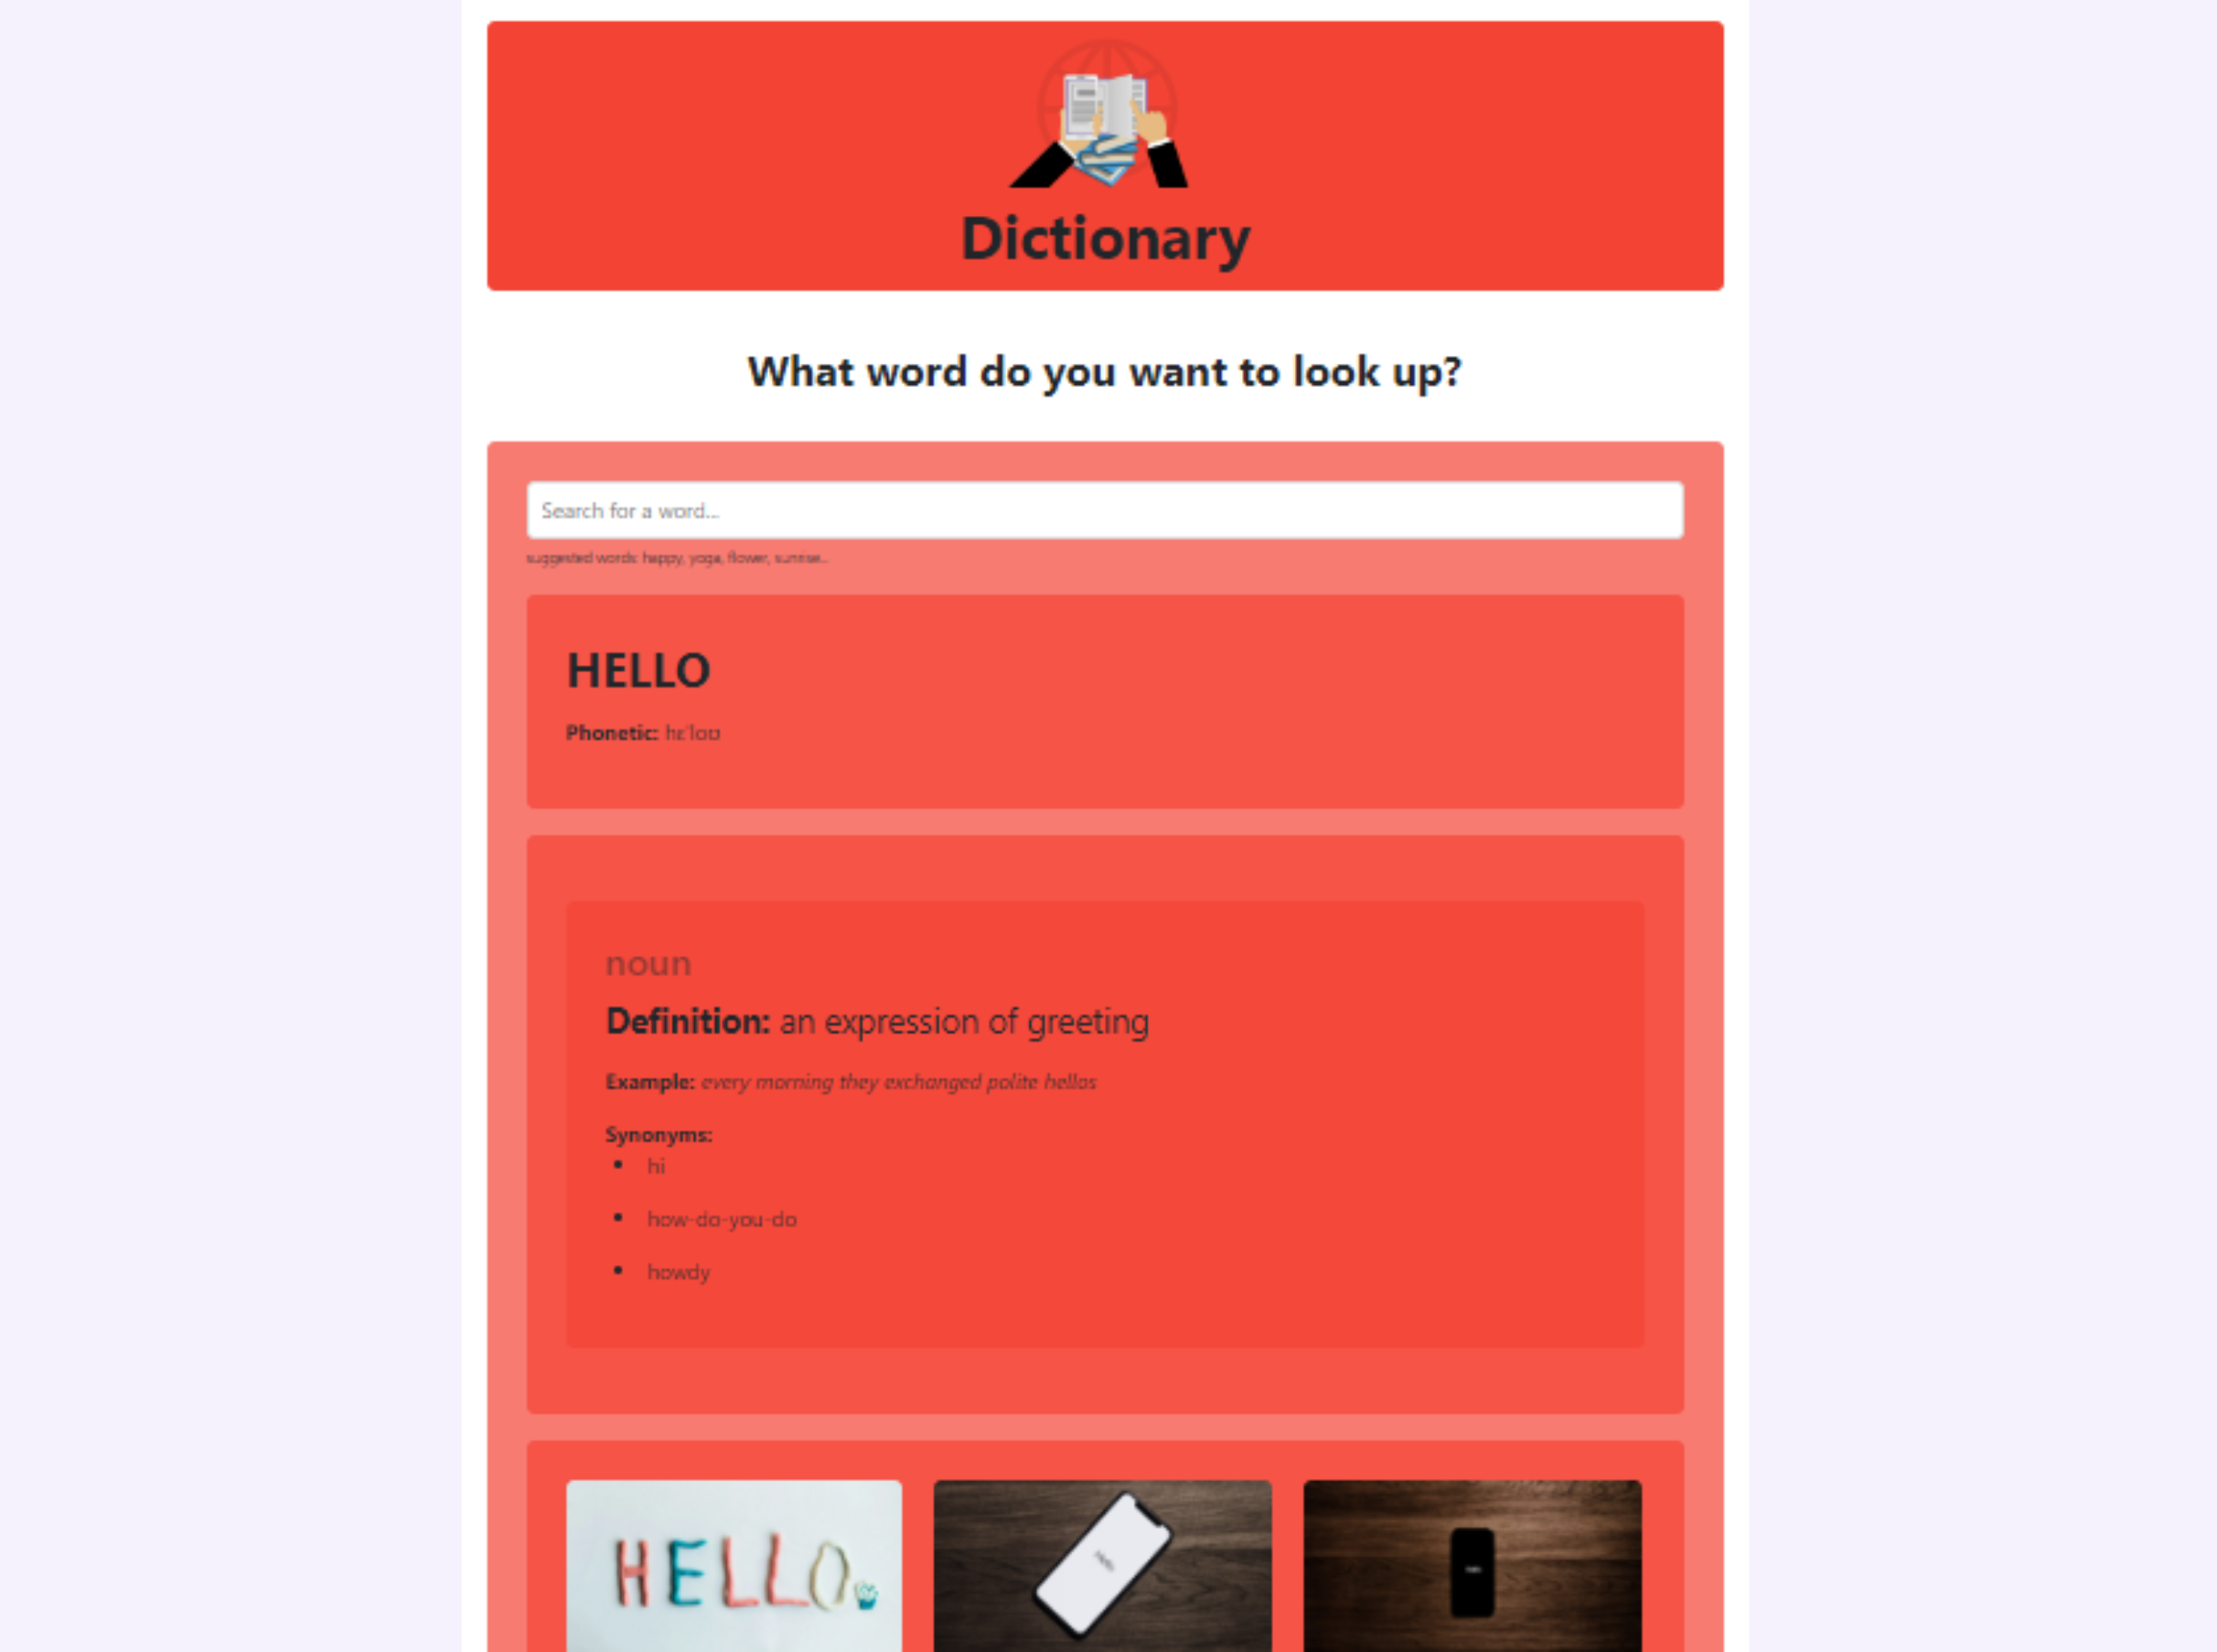 Dictionary
What word do you want to look up?
Search for a word...
suggested words: happy, yoga, flower, sunrise...
HELLO
Phonetic: hɛˈloʊ
noun
Definition: an expression of greeting
Example: every morning they exchanged polite hellos
Synonyms:
hi
how-do-you-do
howdy
HELLO
Hello